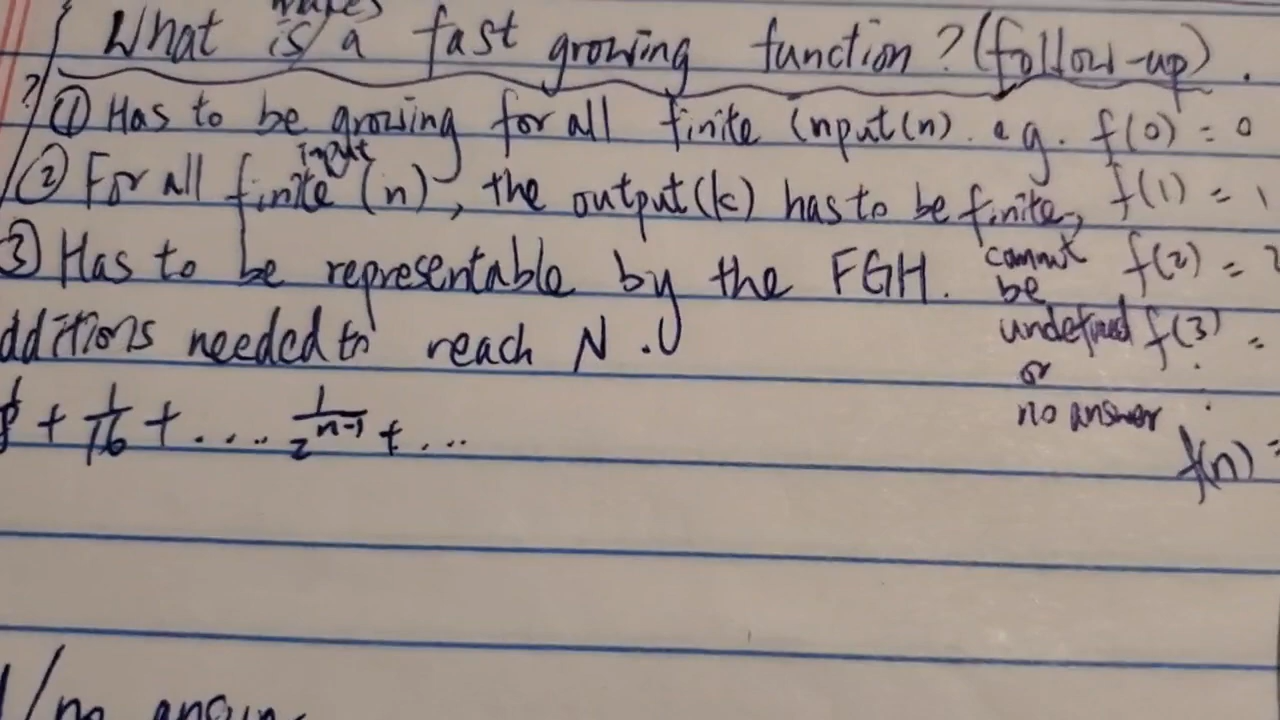 makes
What is a fast growing function? (follow-up).
① Has to be growing for all finite input(n). e.g. f(0) = 0
input
② For all finite (n), the output(k) has to be finite, f(1) = 1
③ Has to be representable by the FGH. cannot be undefined or no answer
f(2) = 2
f(3) =
dditions needed to reach N.
+ 1/16 + .... 1/2^n-1 + ...
f(n) =